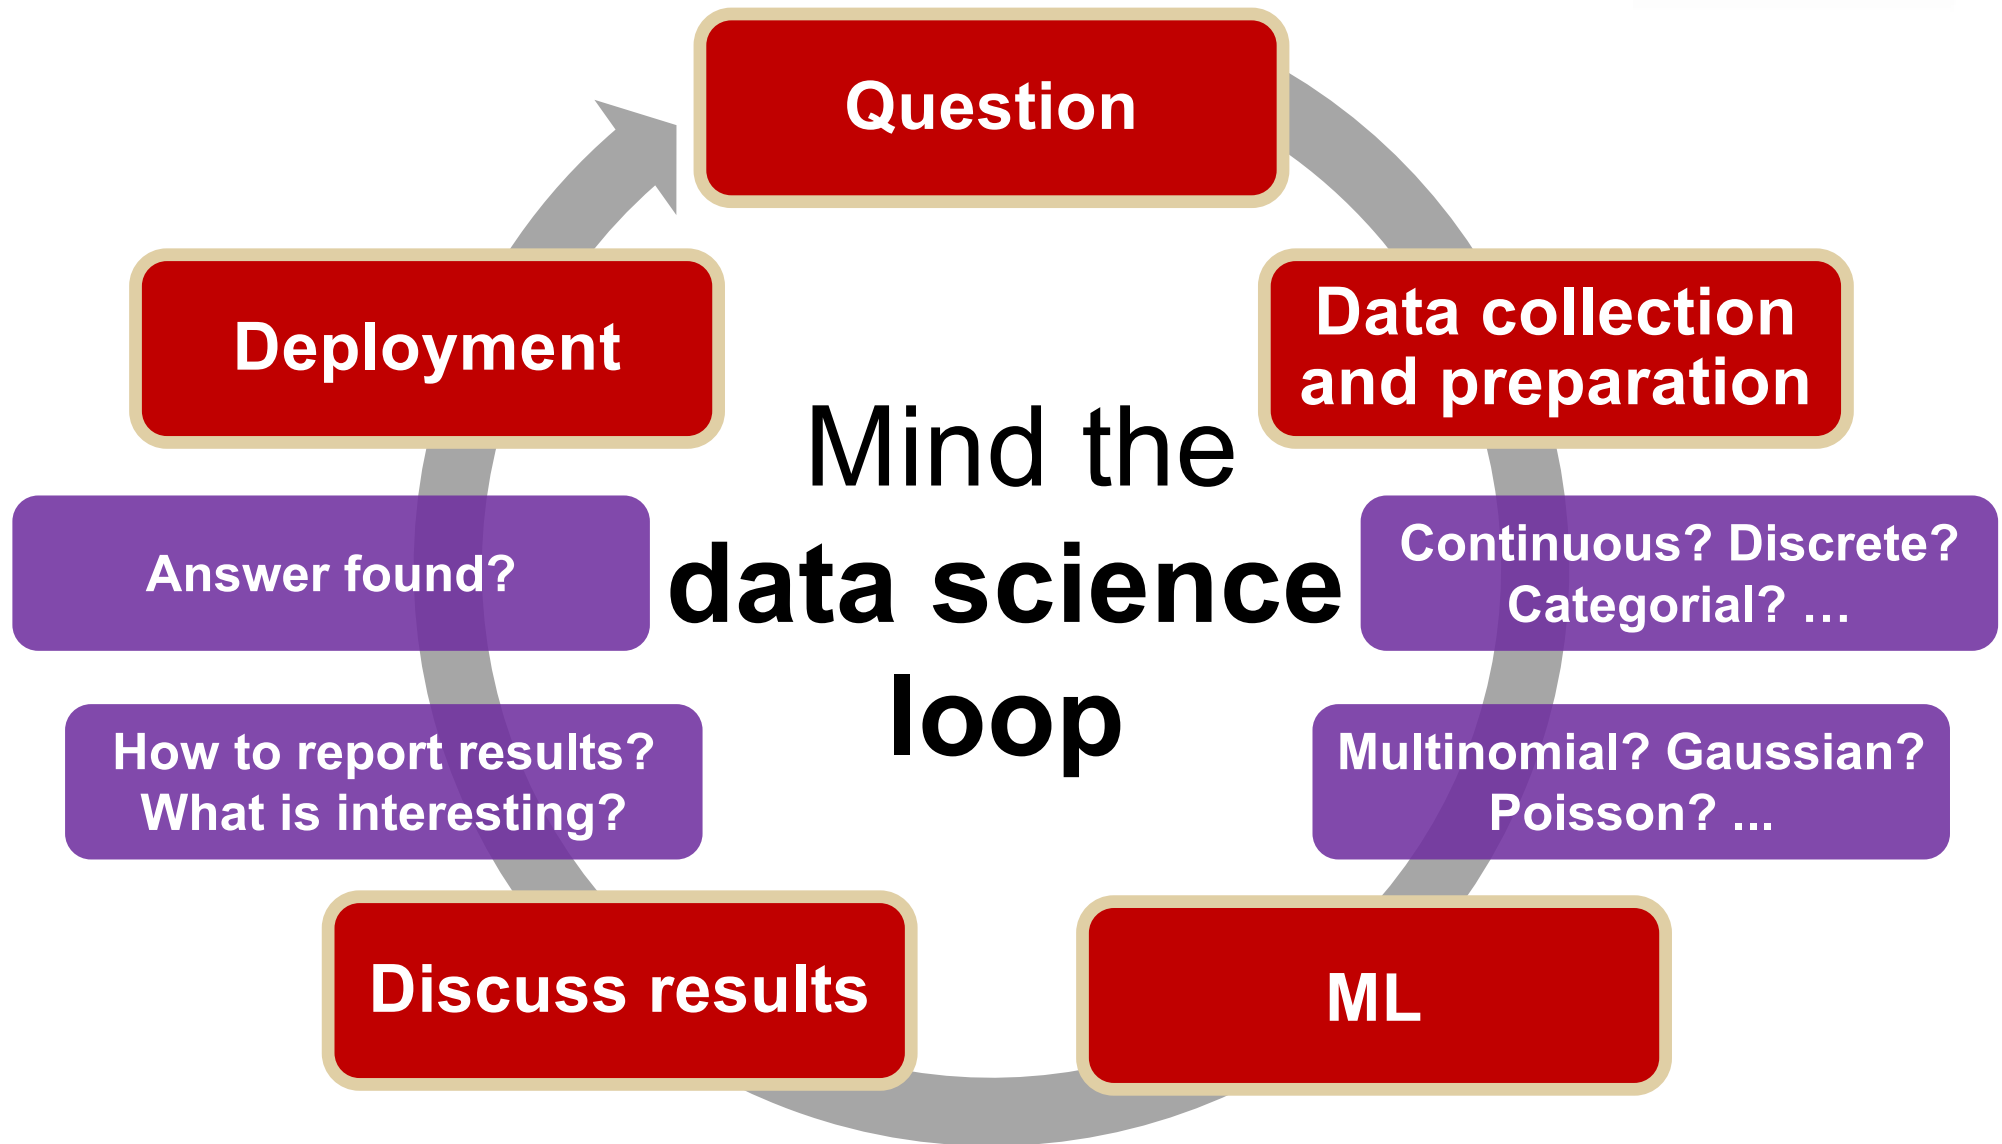 Question
Data collection
and preparation
Continuous? Discrete?
Categorial? …
Multinomial? Gaussian?
Poisson? ...
ML
Discuss results
How to report results?
What is interesting?
Answer found?
Deployment
Mind the
data science
loop